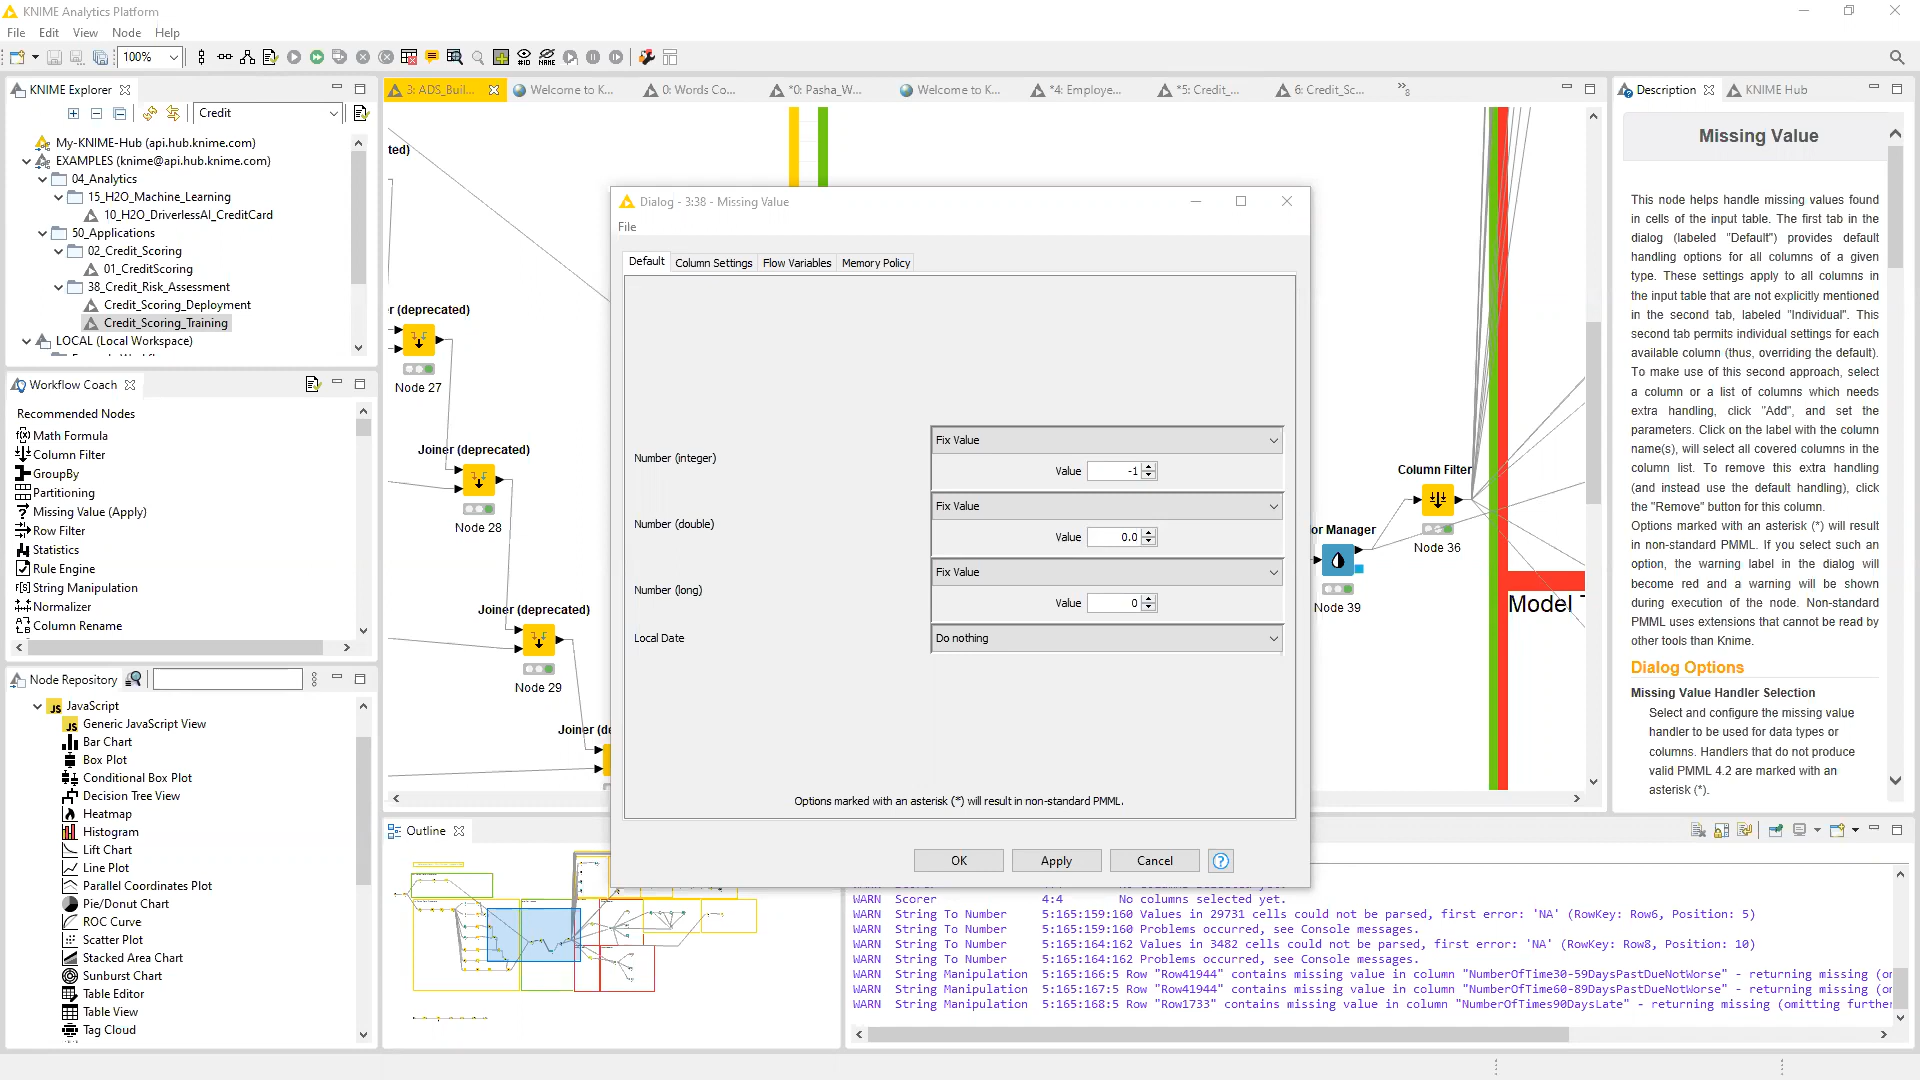 KNIME Analytics Platform
File Edit View Node Help
100%
KNIME Explorer
Credit
My-KNIME-Hub (api.hub.knime.com)
EXAMPLES (knime@api.hub.knime.com)
04_Analytics
15_H2O_Machine_Learning
10_H2O_DriverlessAI_CreditCard
50_Applications
02_Credit_Scoring
01_CreditScoring
38_Credit_Risk_Assessment
Credit_Scoring_Deployment
Credit_Scoring_Training
LOCAL (Local Workspace)
Workflow Coach
Recommended Nodes
Math Formula
Column Filter
GroupBy
Partitioning
Missing Value (Apply)
Row Filter
Statistics
Rule Engine
String Manipulation
Normalizer
Column Rename
Node Repository
JavaScript
Generic JavaScript View
Bar Chart
Box Plot
Conditional Box Plot
Decision Tree View
Heatmap
Histogram
Lift Chart
Line Plot
Parallel Coordinates Plot
Pie/Donut Chart
ROC Curve
Scatter Plot
Stacked Area Chart
Sunburst Chart
Table Editor
Table View
Tag Cloud
3: ADS_Buil... Welcome to K... 0: Words Co... *0: Pasha_W... Welcome to K... *4: Employe... *5: Credit_... 6: Credit_Sc... »8
ted)
r (deprecated)
Node 27
Joiner (deprecated)
Node 28
Joiner (deprecated)
Node 29
Joiner (de
Dialog - 3:38 - Missing Value
File
Default Column Settings Flow Variables Memory Policy
Number (integer)
Fix Value
Value -1
Number (double)
Fix Value
Value 0.0
Number (long)
Fix Value
Value 0
Local Date
Do nothing
Options marked with an asterisk (*) will result in non-standard PMML.
OK Apply Cancel ?
Column Filter
Node 36
or Manager
Node 39
Model T
Outline
WARN String To Number 5:165:159:160 Values in 29731 cells could not be parsed, first error: 'NA' (RowKey: Row6, Position: 5)
WARN Scorer 4:4 No columns selected yet.
WARN String To Number 5:165:159:160 Problems occurred, see Console messages.
WARN String To Number 5:165:164:162 Values in 3482 cells could not be parsed, first error: 'NA' (RowKey: Row8, Position: 10)
WARN String To Number 5:165:164:162 Problems occurred, see Console messages.
WARN String Manipulation 5:165:166:5 Row "Row41944" contains missing value in column "NumberOfTime30-59DaysPastDueNotWorse" - returning missing (o
WARN String Manipulation 5:165:167:5 Row "Row41944" contains missing value in column "NumberOfTime60-89DaysPastDueNotWorse" - returning missing (o
WARN String Manipulation 5:165:168:5 Row "Row1733" contains missing value in column "NumberOfTimes90DaysLate" - returning missing (omitting further
Description KNIME Hub
Missing Value
This node helps handle missing values found
in cells of the input table. The first tab in the
dialog (labeled "Default") provides default
handling options for all columns of a given
type. These settings apply to all columns in
the input table that are not explicitly mentioned
in the second tab, labeled "Individual". This
second tab permits individual settings for each
available column (thus, overriding the default).
To make use of this second approach, select
a column or a list of columns which needs
extra handling, click "Add", and set the
parameters. Click on the label with the column
name(s), will select all covered columns in the
column list. To remove this extra handling
(and instead use the default handling), click
the "Remove" button for this column.
Options marked with an asterisk (*) will result
in non-standard PMML. If you select such an
option, the warning label in the dialog will
become red and a warning will be shown
during execution of the node. Non-standard
PMML uses extensions that cannot be read by
other tools than Knime.
Dialog Options
Missing Value Handler Selection
Select and configure the missing value
handler to be used for data types or
columns. Handlers that do not produce
valid PMML 4.2 are marked with an
asterisk (*).